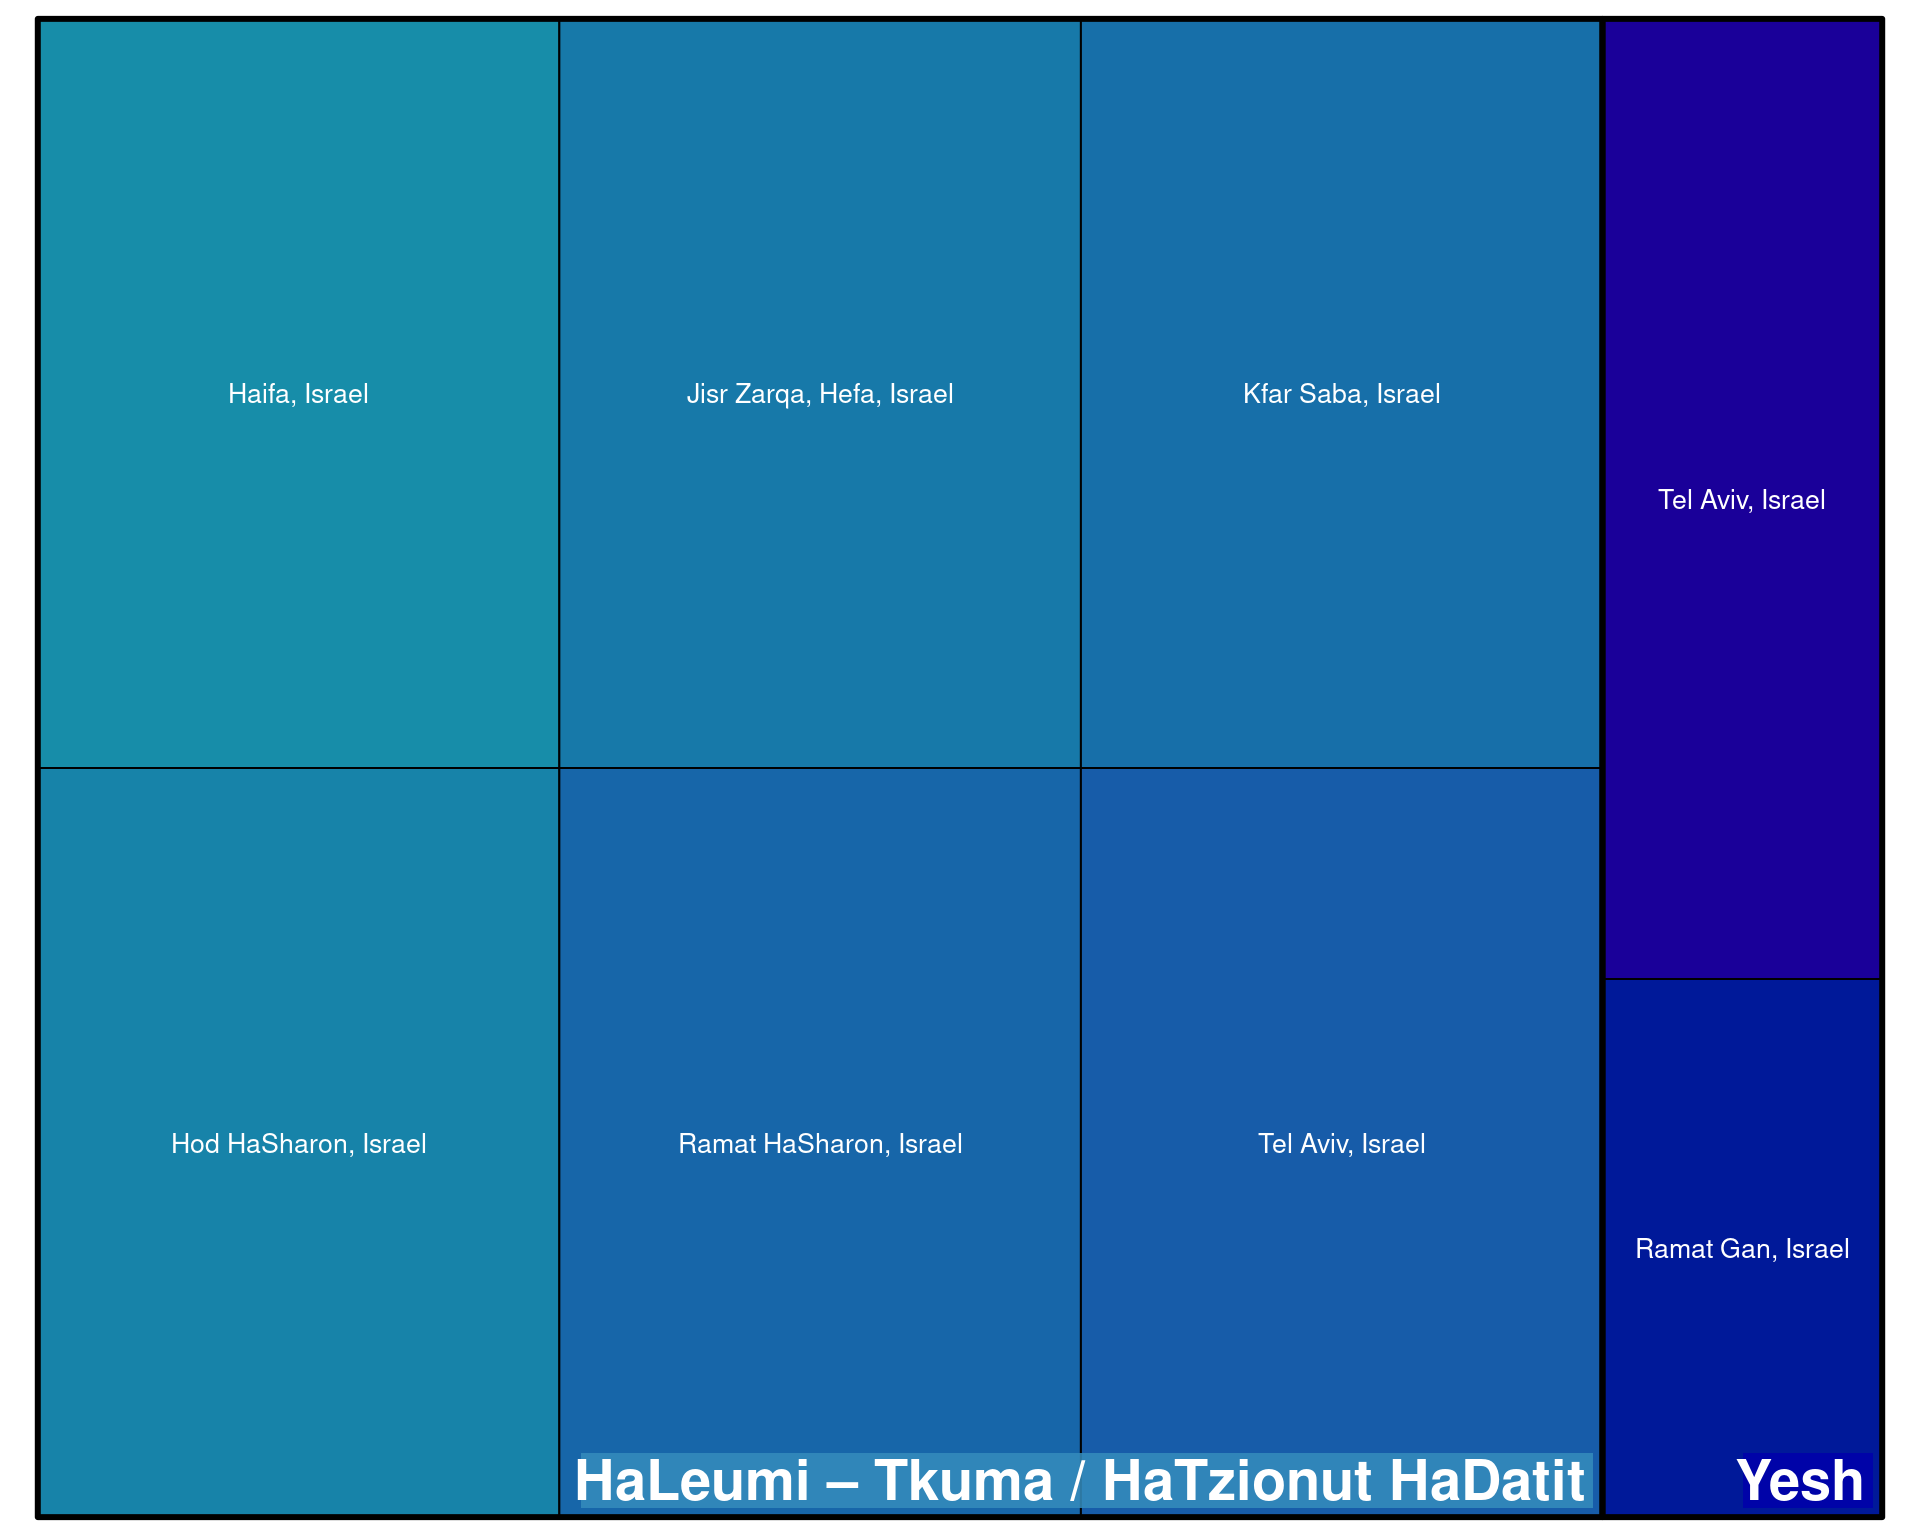 Haifa, Israel
Jisr Zarqa, Hefa, Israel
Kfar Saba, Israel
Tel Aviv, Israel
Hod HaSharon, Israel
Ramat HaSharon, Israel
Tel Aviv, Israel
Ramat Gan, Israel
HaLeumi – Tkuma / HaTzionut HaDatit
Yesh